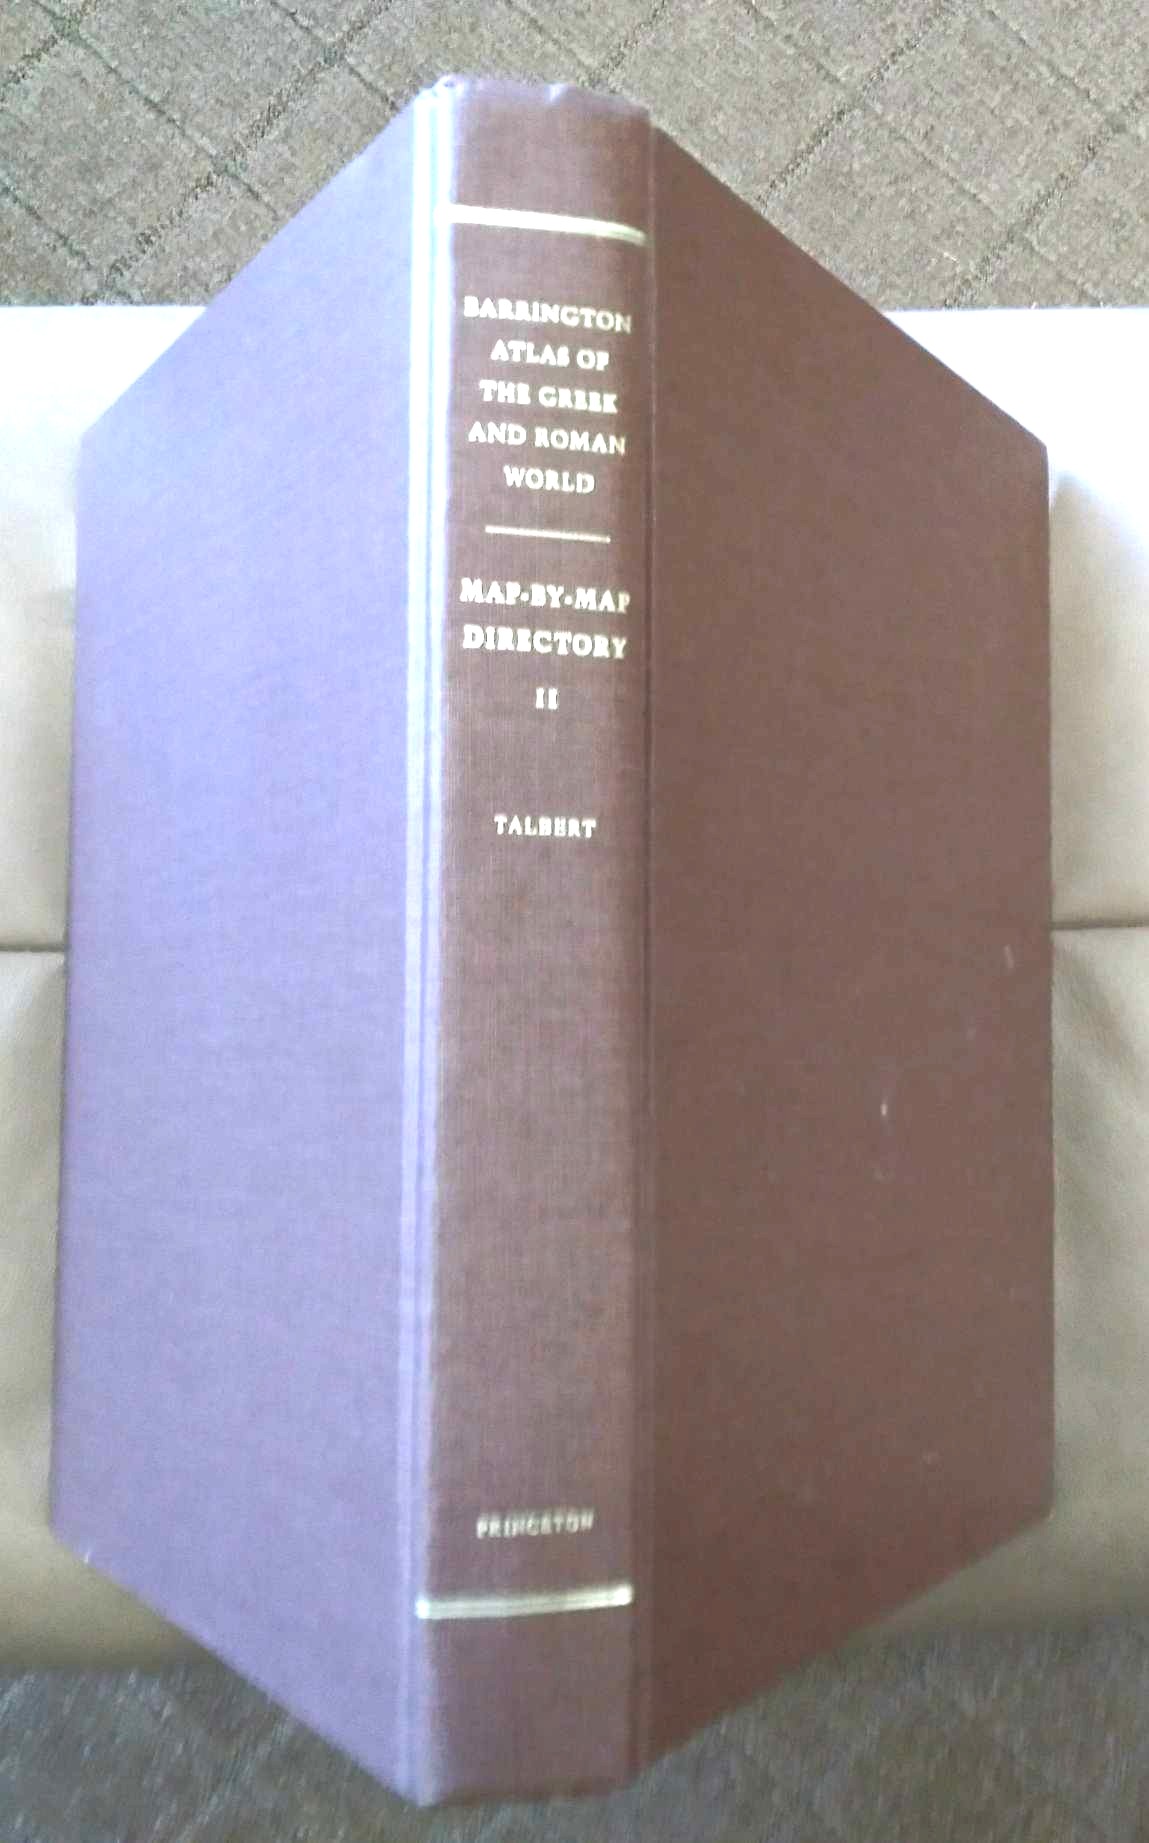 BARRINGTON
ATLAS OF
THE GREEK
AND ROMAN
WORLD
MAP-BY-MAP
DIRECTORY
II
TALBERT
PRINCETON